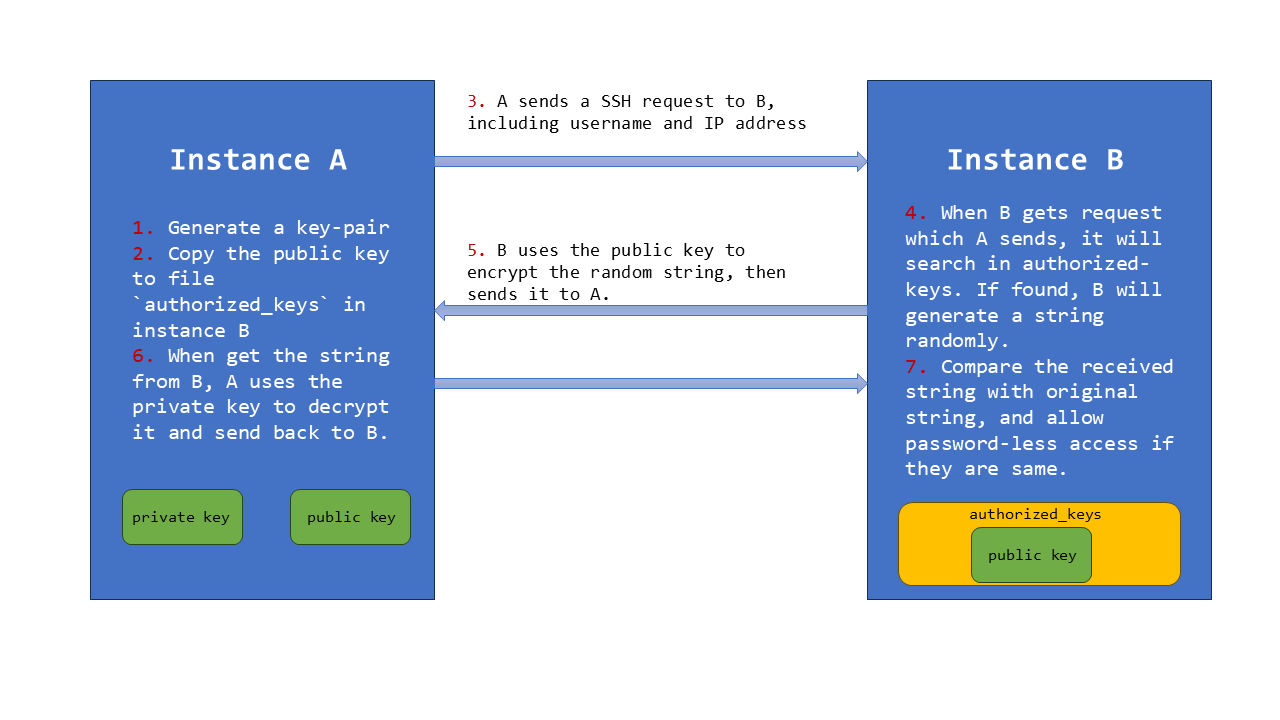 Instance A
1. Generate a key-pair
2. Copy the public key
to file
`authorized_keys` in
instance B
6. When get the string
from B, A uses the
private key to decrypt
it and send back to B.
private key
public key
3. A sends a SSH request to B,
including username and IP address
5. B uses the public key to
encrypt the random string, then
sends it to A.
Instance B
4. When B gets request
which A sends, it will
search in authorized-
keys. If found, B will
generate a string
randomly.
7. Compare the received
string with original
string, and allow
password-less access if
they are same.
authorized_keys
public key